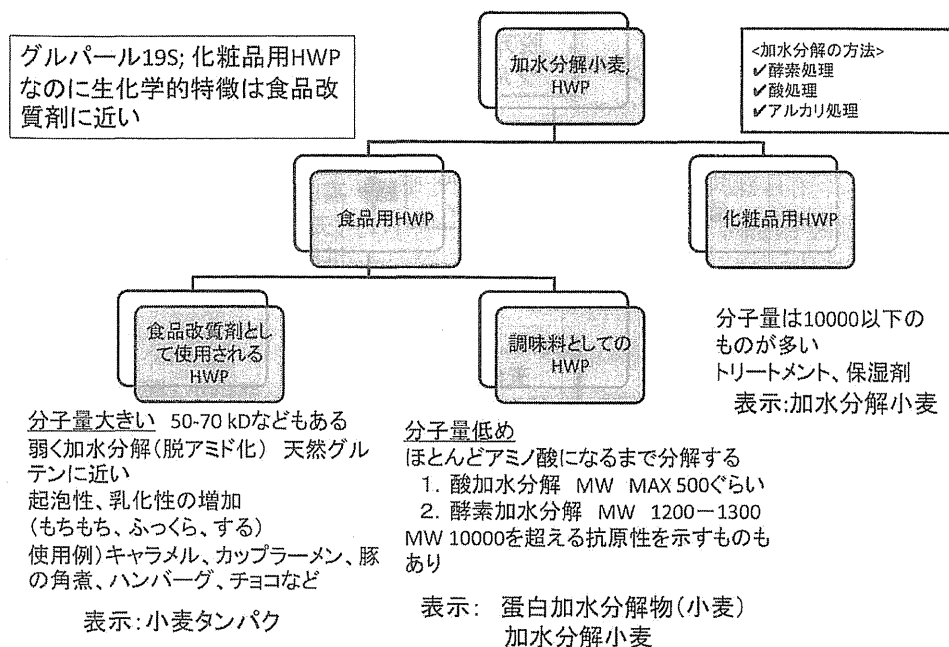 グルパール19S; 化粧品用HWP
なのに生化学的特徴は食品改
質剤に近い
加水分解小麦,
HWP
<加水分解の方法>
✔酵素処理
✔酸処理
✔アルカリ処理
食品用HWP
化粧品用HWP
食品改質剤とし
て使用される
HWP
調味料としての
HWP
分子量は10000以下の
ものが多い
トリートメント、保湿剤
表示:加水分解小麦
分子量大きい 50-70 kDなどもある
弱く加水分解(脱アミド化) 天然グル
テンに近い
起泡性、乳化性の増加
(もちもち、ふっくら、する)
使用例)キャラメル、カップラーメン、豚
の角煮、ハンバーグ、チョコなど
表示:小麦タンパク
分子量低め
ほとんどアミノ酸になるまで分解する
1. 酸加水分解 MW MAX 500ぐらい
2. 酵素加水分解 MW 1200-1300
MW 10000を超える抗原性を示すものも
あり
表示: 蛋白加水分解物(小麦)
加水分解小麦